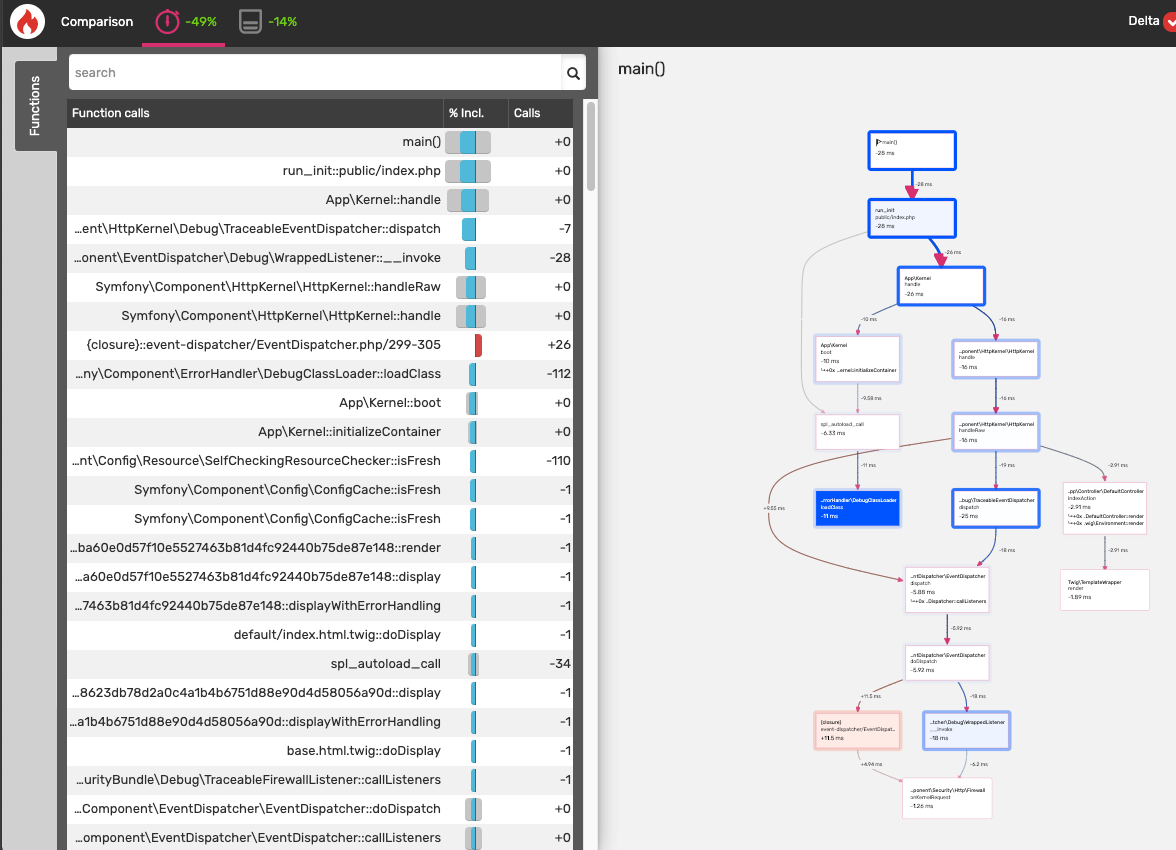 Comparison
-49%
-14%
Delta
Functions
search
Function calls
% Incl.
Calls
main()
+0
run_init::public/index.php
+0
App\Kernel::handle
+0
...ent\HttpKernel\Debug\TraceableEventDispatcher::dispatch
-7
...onent\EventDispatcher\Debug\WrappedListener::__invoke
-28
Symfony\Component\HttpKernel\HttpKernel::handleRaw
+0
Symfony\Component\HttpKernel\HttpKernel::handle
+0
{closure}::event-dispatcher/EventDispatcher.php/299-305
+26
...ny\Component\ErrorHandler\DebugClassLoader::loadClass
-112
App\Kernel::boot
+0
App\Kernel::initializeContainer
+0
...nt\Config\Resource\SelfCheckingResourceChecker::isFresh
-110
Symfony\Component\Config\ConfigCache::isFresh
-1
Symfony\Component\Config\ConfigCache::isFresh
-1
...ba60e0d57f10e5527463b81d4fc92440b75de87e148::render
-1
...a60e0d57f10e5527463b81d4fc92440b75de87e148::display
-1
...7463b81d4fc92440b75de87e148::displayWithErrorHandling
-1
default/index.html.twig::doDisplay
-1
spl_autoload_call
-34
...8623db78d2a0c4a1b4b6751d88e90d4d58056a90d::display
-1
...a1b4b6751d88e90d4d58056a90d::displayWithErrorHandling
-1
base.html.twig::doDisplay
-1
...urityBundle\Debug\TraceableFirewallListener::callListeners
-1
...Component\EventDispatcher\EventDispatcher::doDispatch
+0
...omponent\EventDispatcher\EventDispatcher::callListeners
+0
main()
main()
-28 ms
-28 ms
run_init
public/index.php
-28 ms
-26 ms
App\Kernel
handle
-26 ms
-10 ms
-16 ms
App\Kernel
boot
-10 ms
↪+0x ..ernel::initializeContainer
...ponent\HttpKernel\HttpKernel
handle
-16 ms
-9.58 ms
-16 ms
spl_autoload_call
-6.33 ms
...ponent\HttpKernel\HttpKernel
handleRaw
-16 ms
-11 ms
-19 ms
-2.91 ms
+9.55 ms
...rrorHandler\DebugClassLoader
loadClass
-11 ms
...bug\TraceableEventDispatcher
dispatch
-25 ms
...pp\Controller\DefaultController
indexAction
-2.91 ms
↪+0x ..DefaultController::render
↪+0x ..wig\Environment::render
-18 ms
-2.91 ms
...ntDispatcher\EventDispatcher
dispatch
-5.88 ms
↪+0x ..Dispatcher::callListeners
Twig\TemplateWrapper
render
-1.89 ms
-5.92 ms
...ntDispatcher\EventDispatcher
doDispatch
-5.92 ms
+11.5 ms
-18 ms
{closure}
event-dispatcher/EventDispat...
+11.5 ms
...tcher\Debug\WrappedListener
__invoke
-18 ms
+4.94 ms
-6.2 ms
...ponent\Security\Http\Firewall
onKernelRequest
-1.26 ms